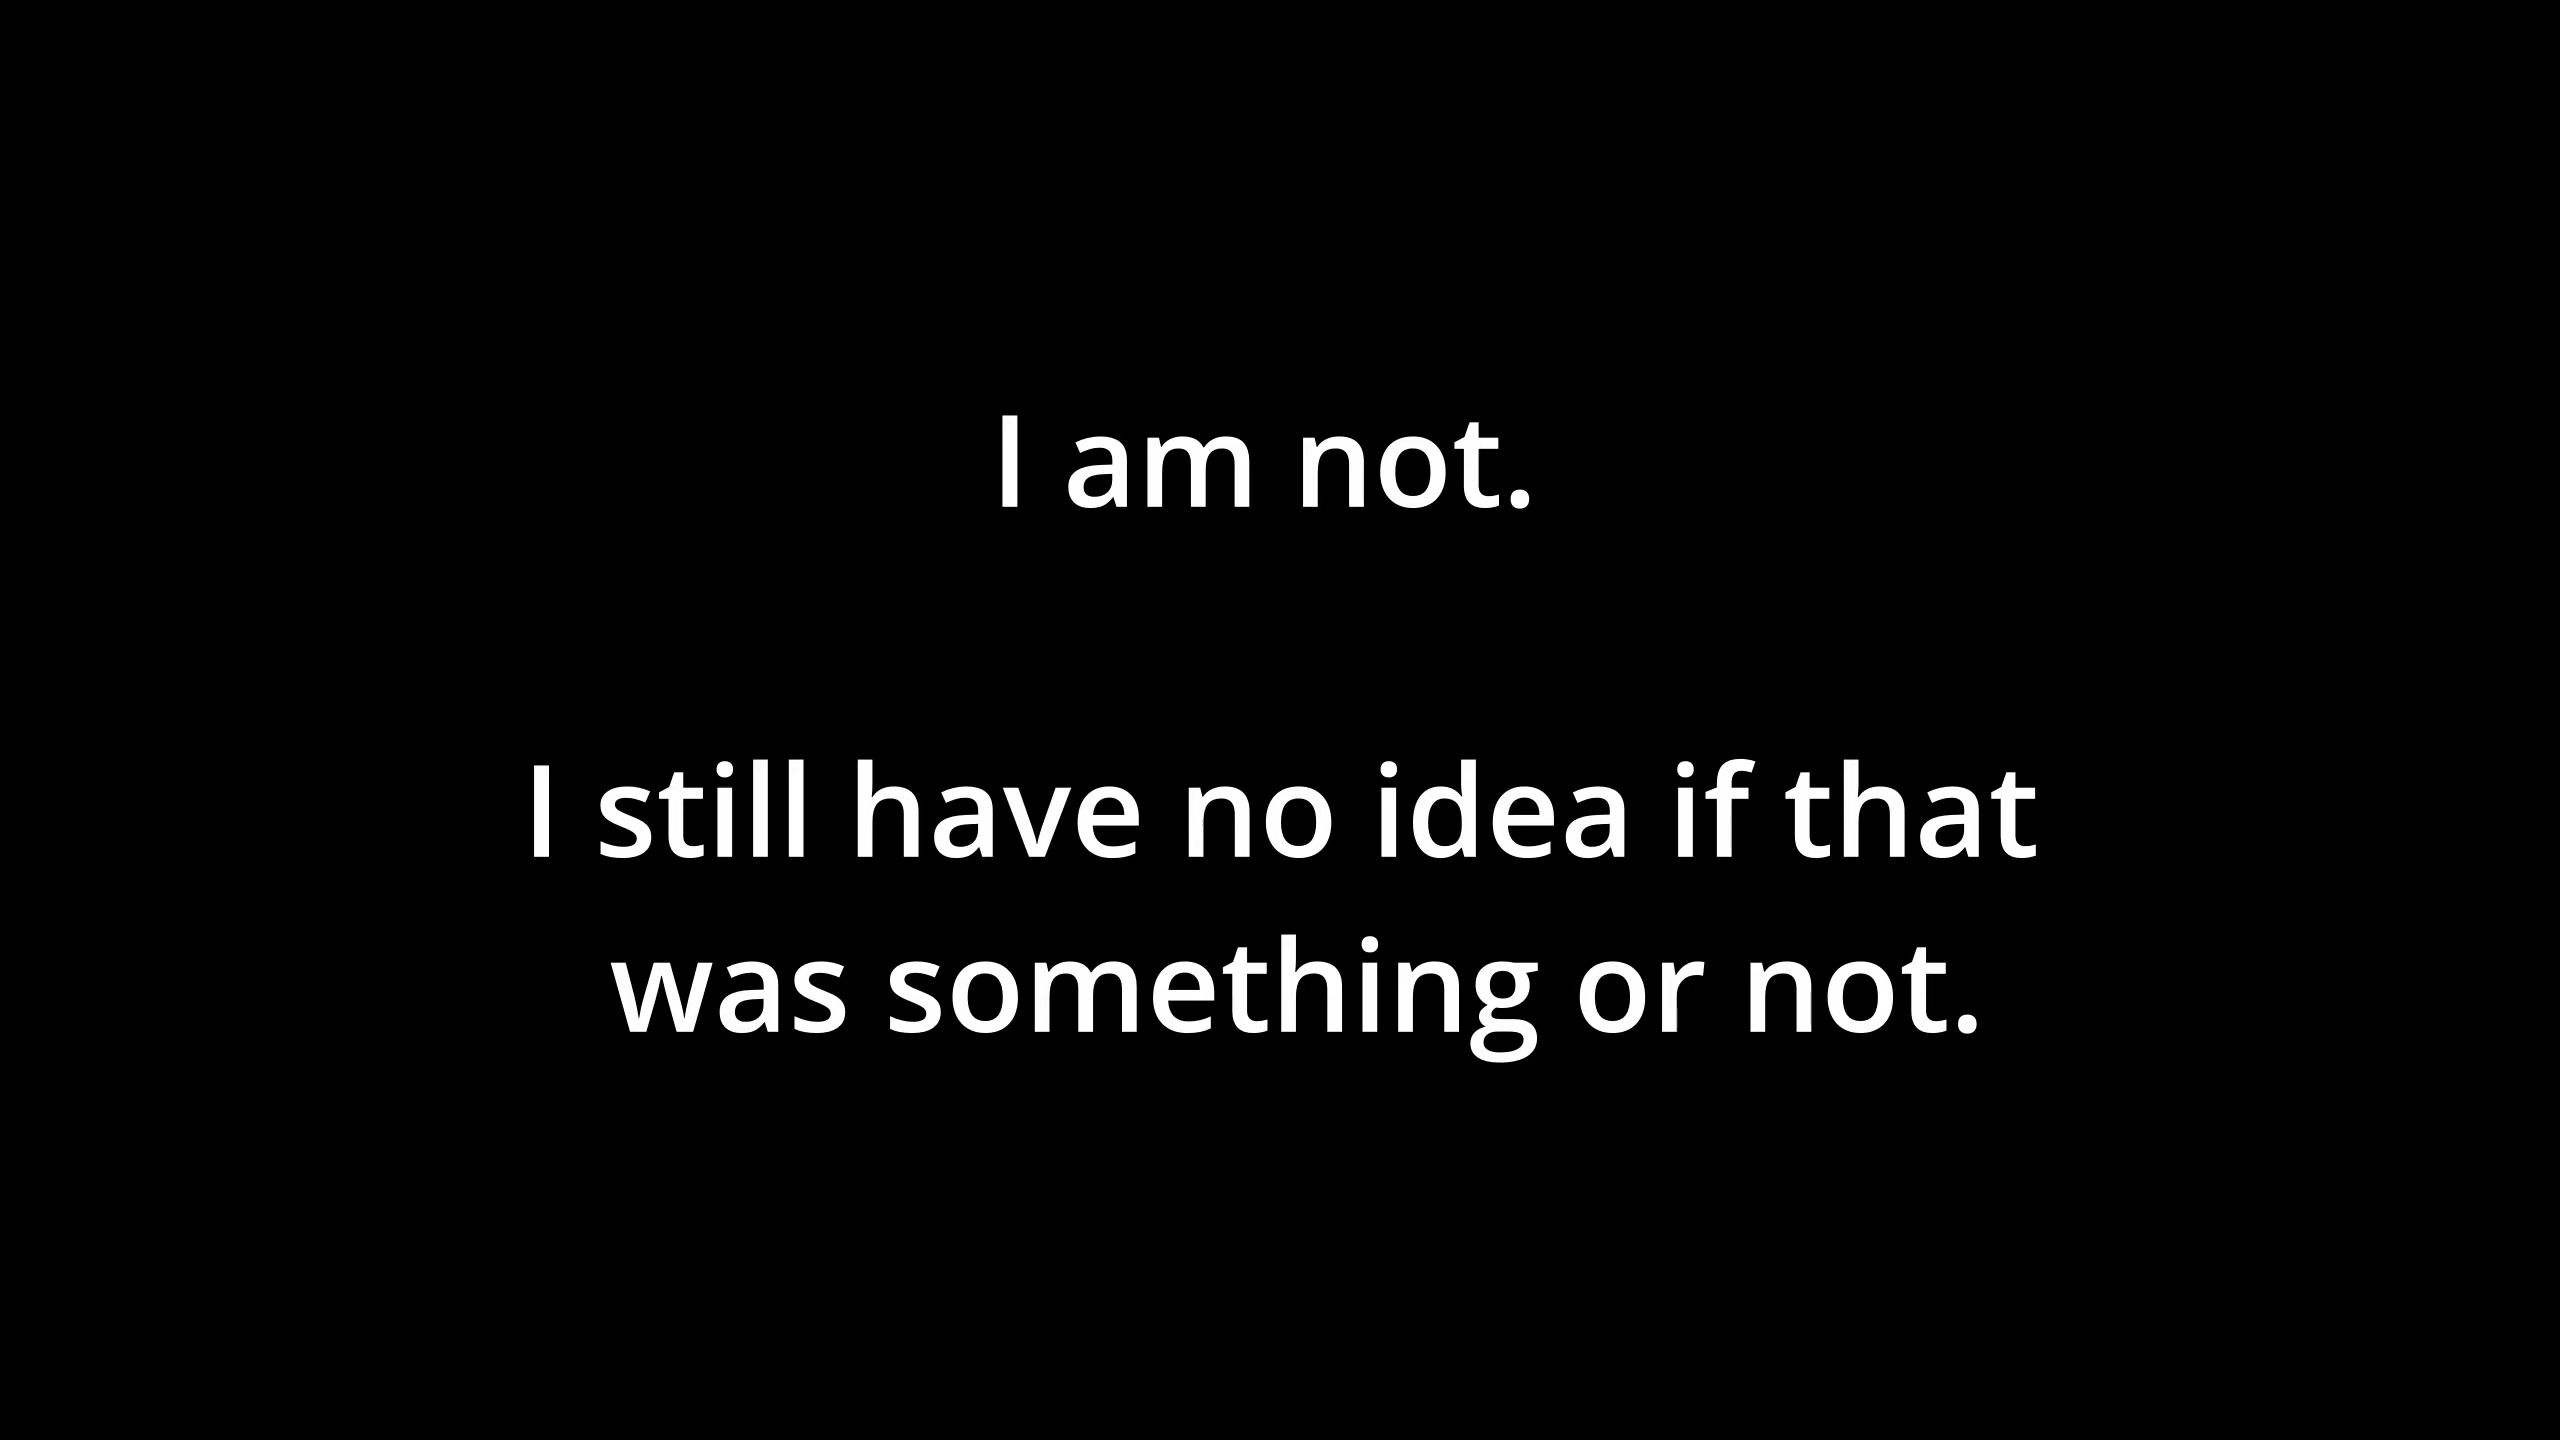 I am not.
I still have no idea if that
was something or not.